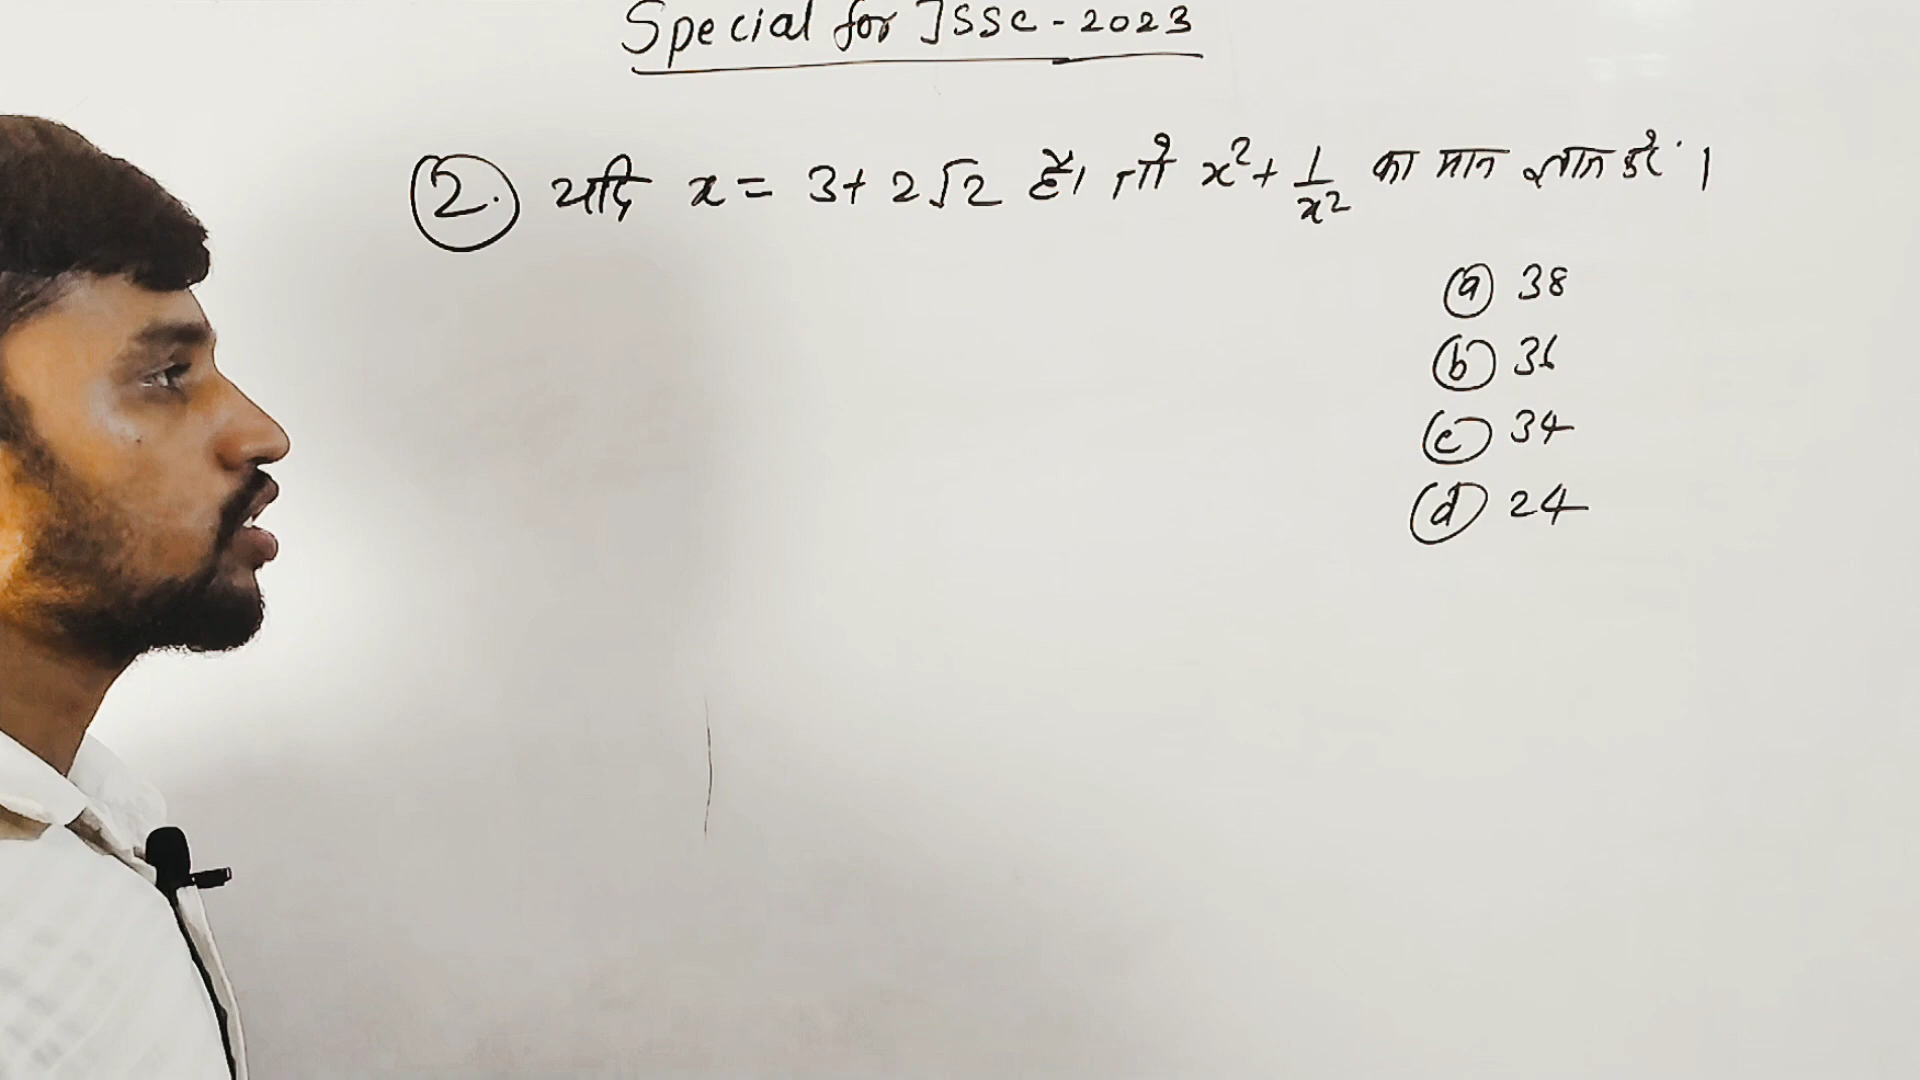 Special for JSSC - 2023
2. यदि x = 3 + 2√2 है। तो x² + 1/x² का मान ज्ञात करें।
(a) 38
(b) 36
(c) 34
(d) 24